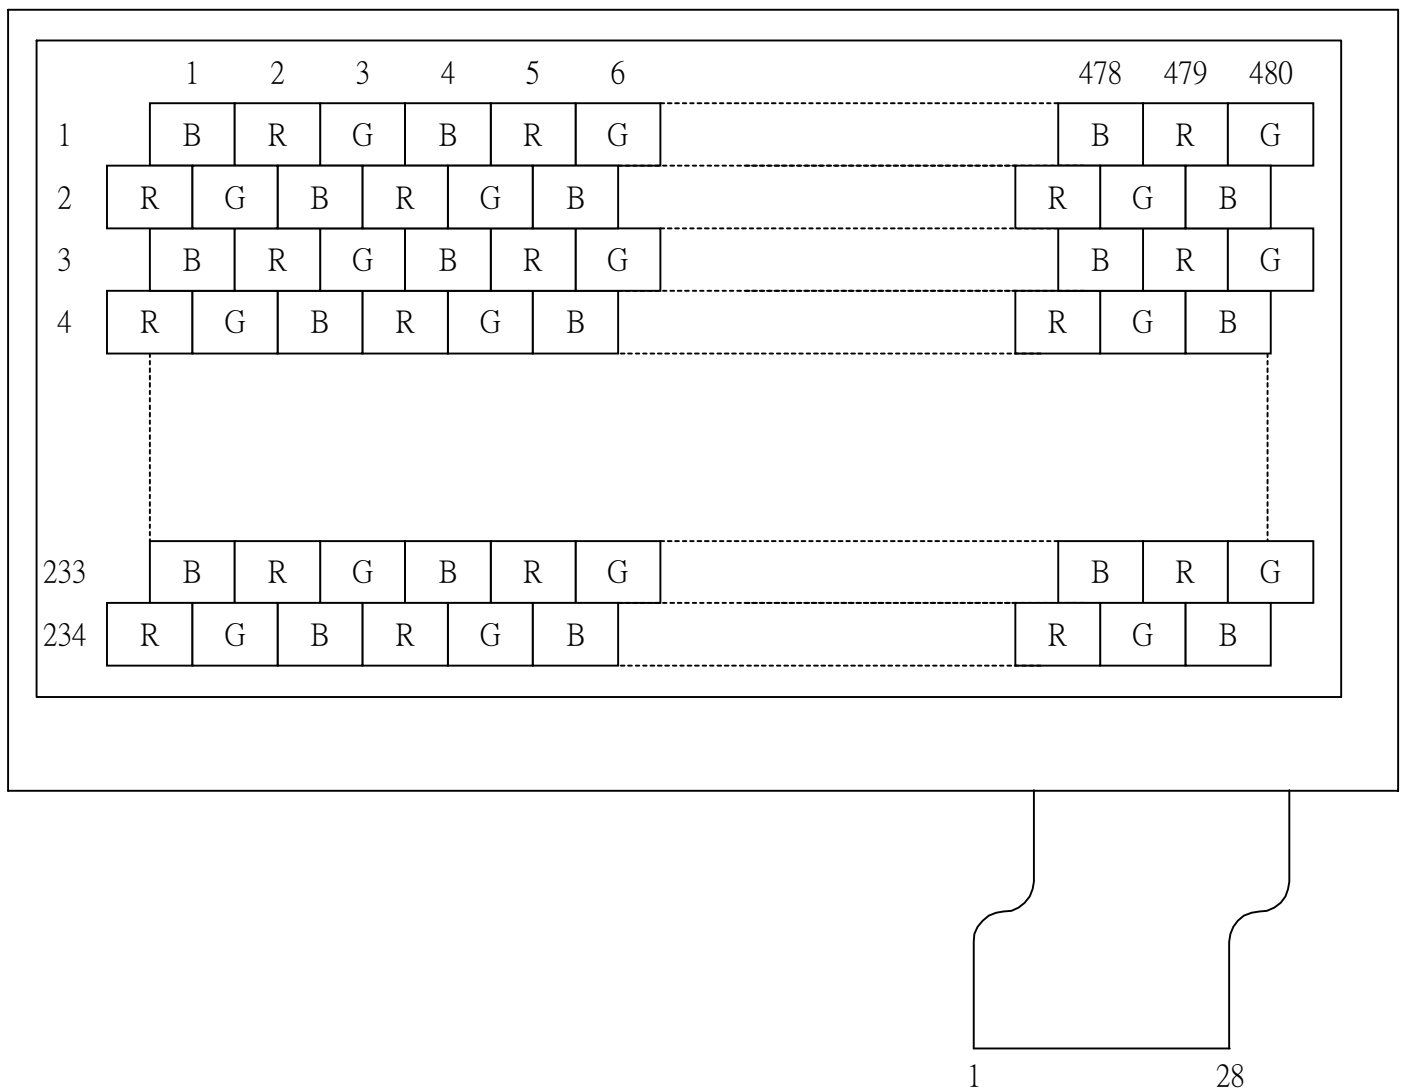 1 2 3 4 5 6 478 479 480
1 B R G B R G B R G
2 R G B R G B R G B
3 B R G B R G B R G
4 R G B R G B R G B
233 B R G B R G B R G
234 R G B R G B R G B
1 28